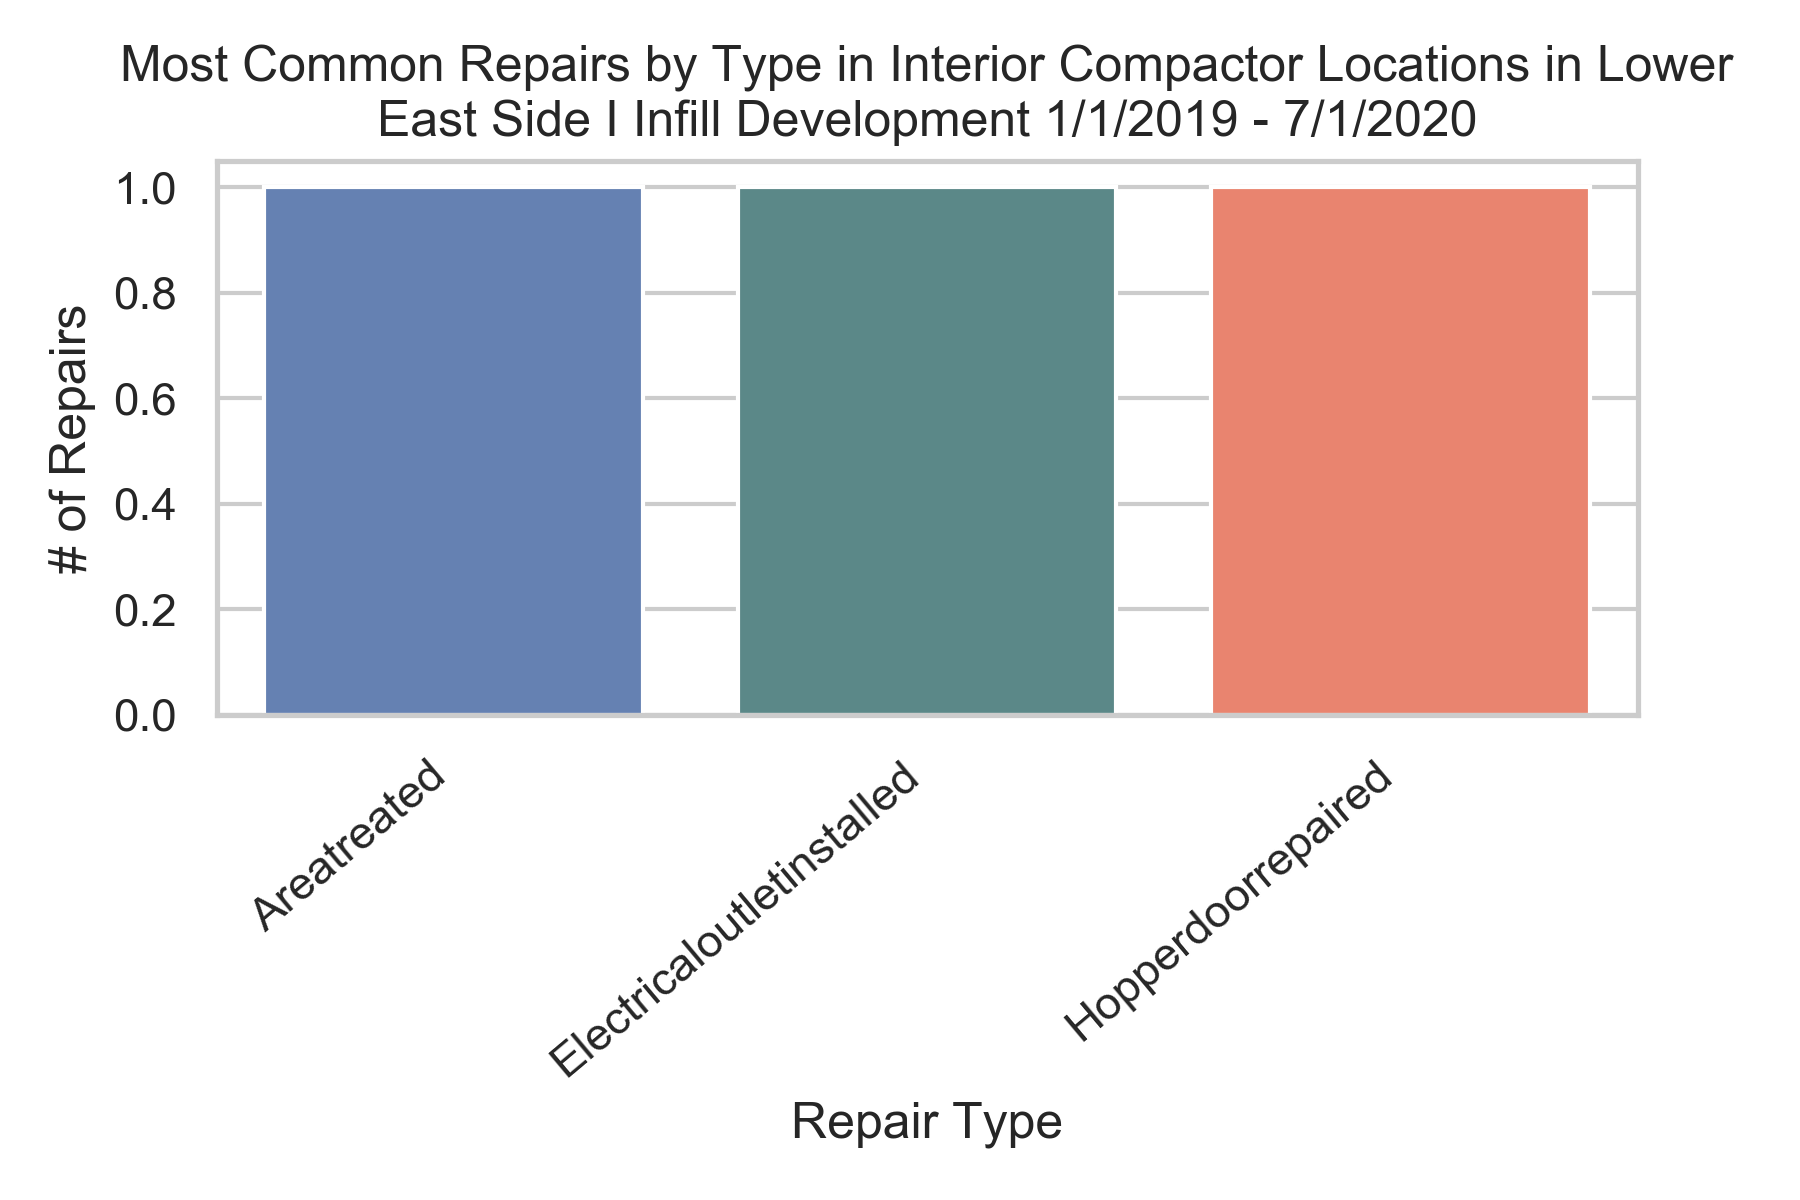 Most Common Repairs by Type in Interior Compactor Locations in Lower
East Side I Infill Development 1/1/2019 - 7/1/2020
# of Repairs
1.0
0.8
0.6
0.4
0.2
0.0
Areatreated
Electricaloutletinstalled
Hopperdoorrepaired
Repair Type